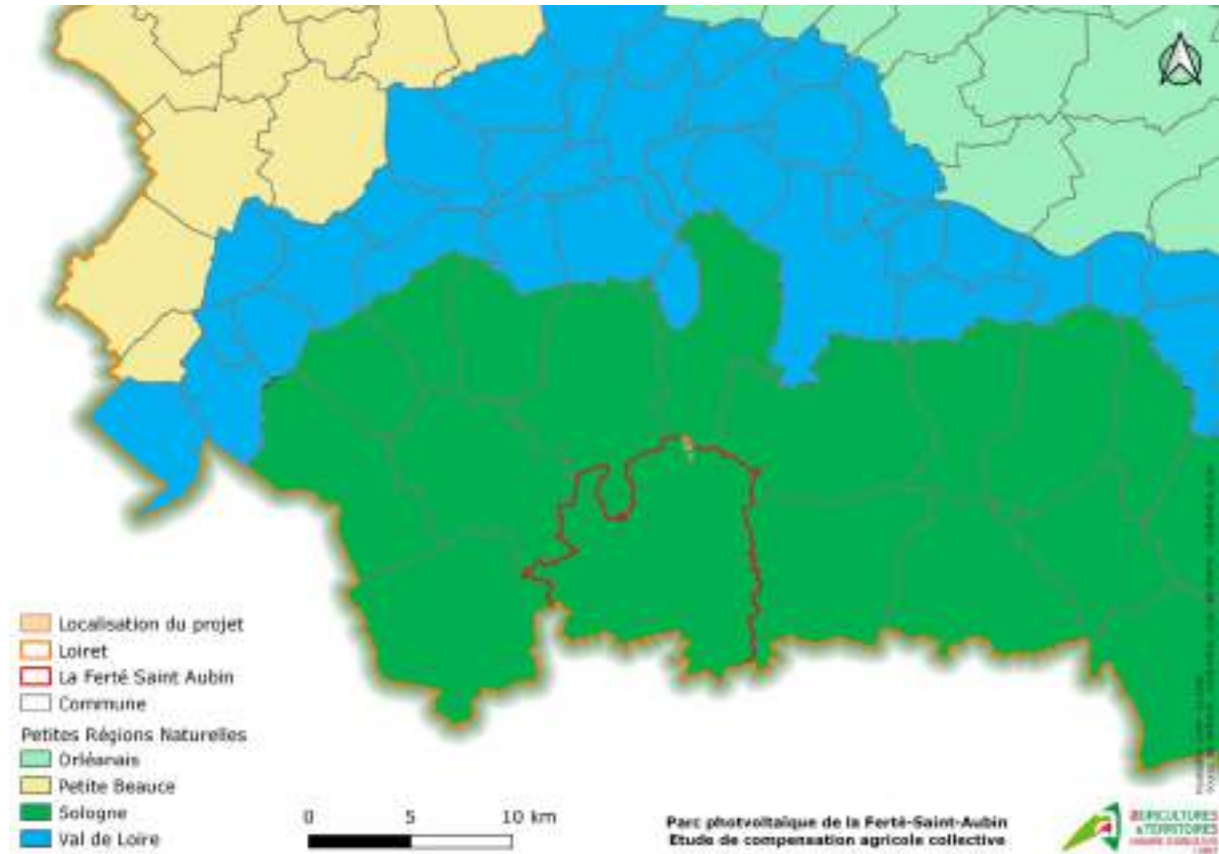 N
Localisation du projet
Loiret
La Ferté Saint Aubin
Commune
Petites Régions Naturelles
Orléanais
Petite Beauce
Sologne
Val de Loire
0 5 10 km
Parc photvoltaïque de la Ferté-Saint-Aubin
Etude de compensation agricole collective
AGRICULTURES
&TERRITOIRES